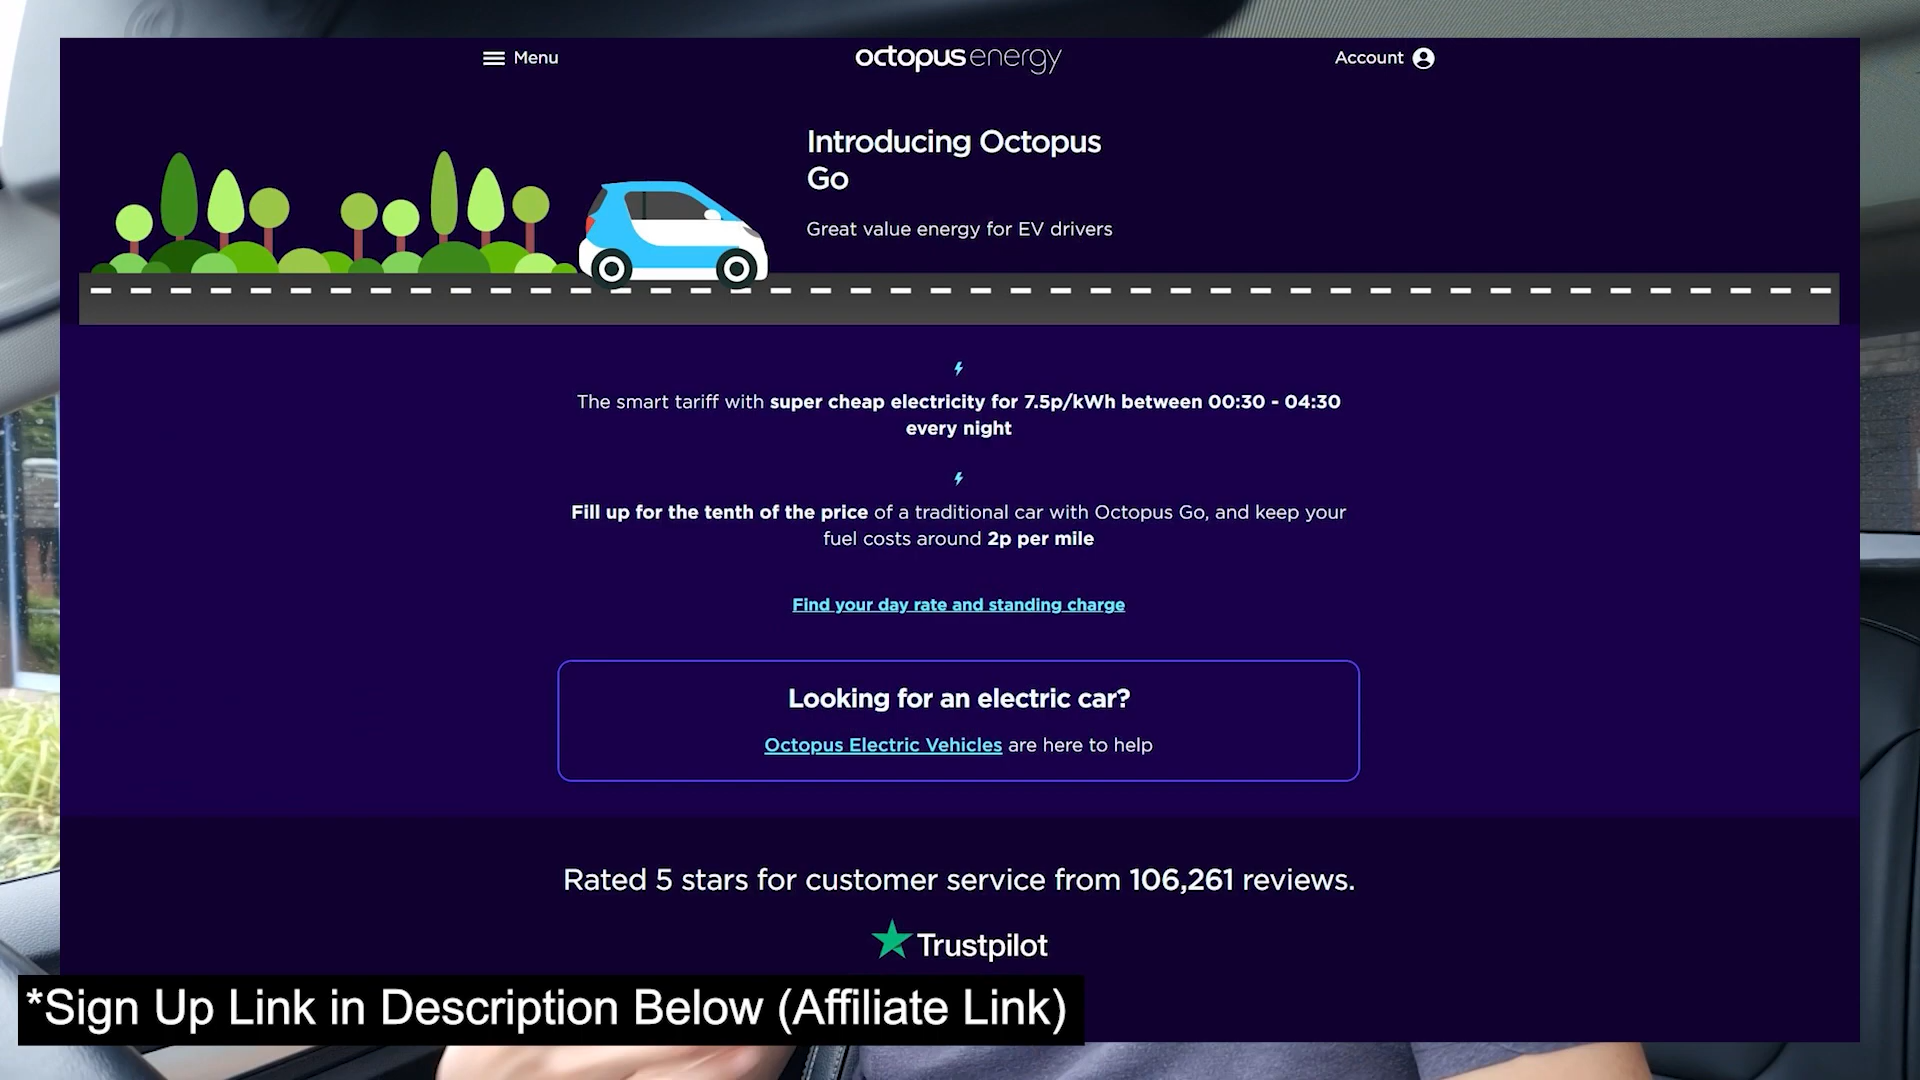 Menu
octopus energy
Account
Introducing Octopus
Go
Great value energy for EV drivers
The smart tariff with super cheap electricity for 7.5p/kWh between 00:30 - 04:30
every night
Fill up for the tenth of the price of a traditional car with Octopus Go, and keep your
fuel costs around 2p per mile
Find your day rate and standing charge
Looking for an electric car?
Octopus Electric Vehicles are here to help
Rated 5 stars for customer service from 106,261 reviews.
Trustpilot
*Sign Up Link in Description Below (Affiliate Link)